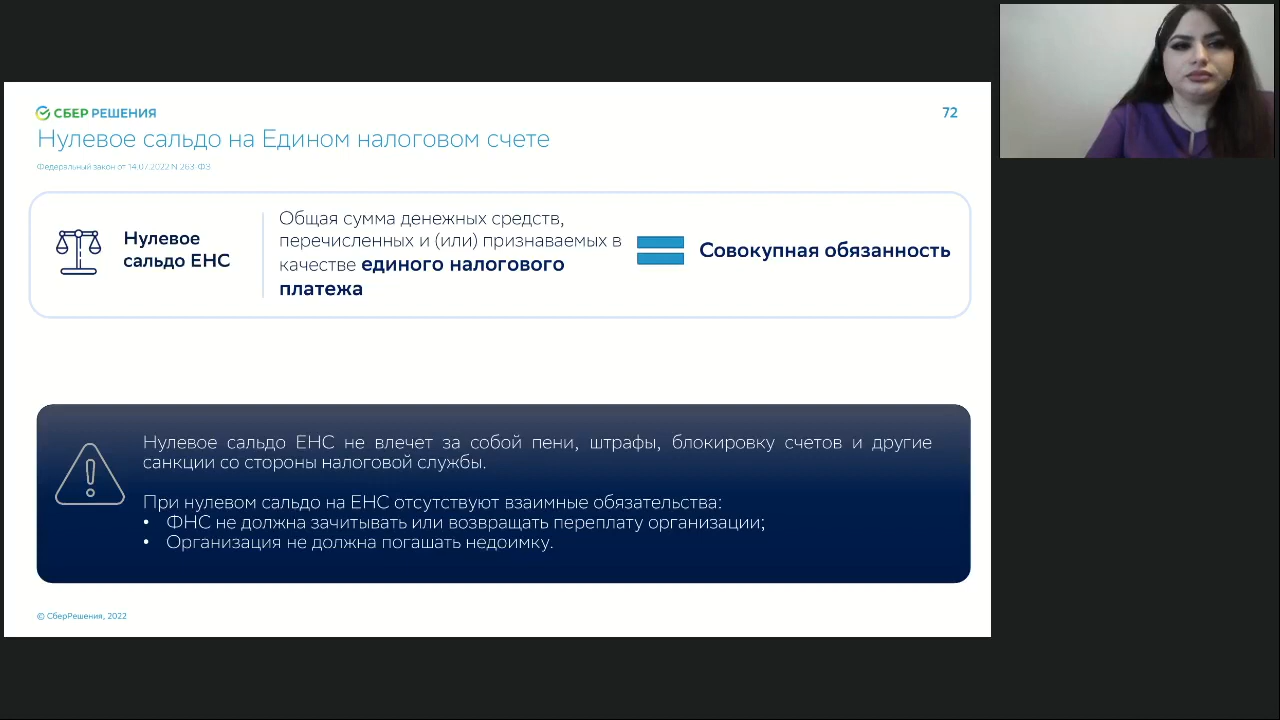 СБЕР РЕШЕНИЯ
72
Нулевое сальдо на Едином налоговом счете
Федеральный закон от 14.07.2022 N 263-ФЗ
Нулевое
сальдо ЕНС
Общая сумма денежных средств,
перечисленных и (или) признаваемых в
качестве единого налогового
платежа
Совокупная обязанность
Нулевое сальдо ЕНС не влечет за собой пени, штрафы, блокировку счетов и другие
санкции со стороны налоговой службы.
При нулевом сальдо на ЕНС отсутствуют взаимные обязательства:
• ФНС не должна зачитывать или возвращать переплату организации;
• Организация не должна погашать недоимку.
© СберРешения, 2022